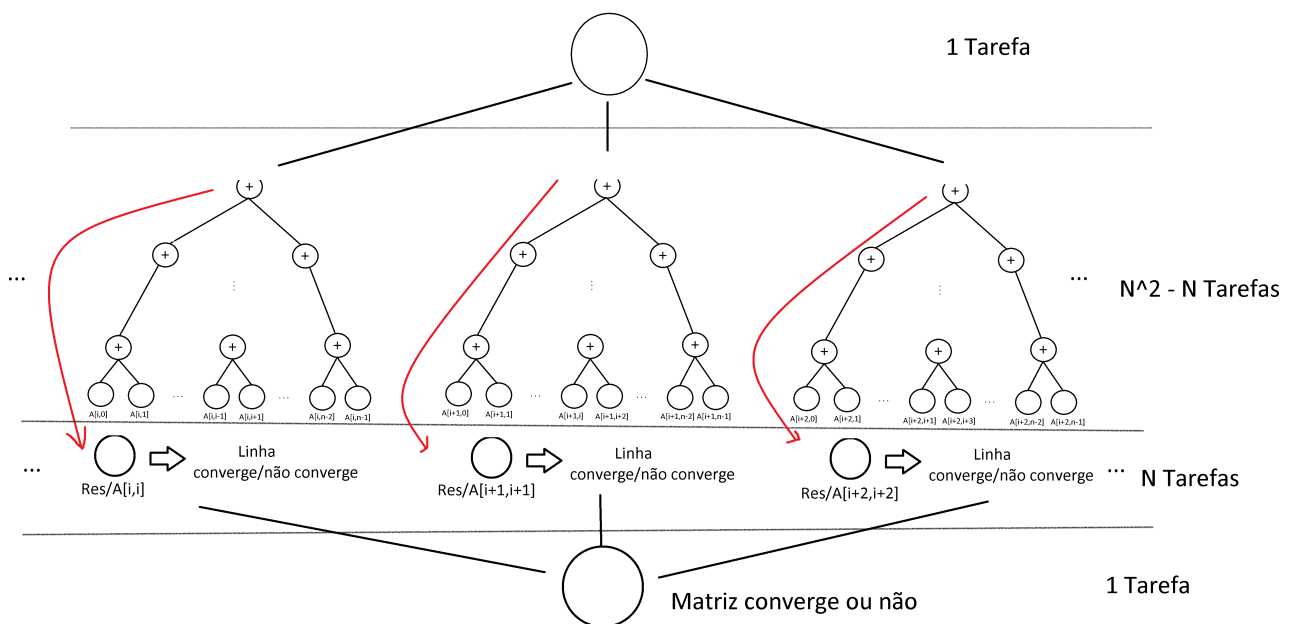 1 Tarefa
+ + +
+ + + + + +
...
...
N^2 - N Tarefas
+ + + + + + + + +
... ... ... ... ... ...
A[i,0] A[i,1] A[i,i-1] A[i,i+1] A[i,n-2] A[i,n-1] A[i+1,0] A[i+1,1] A[i+1,i] A[i+1,i+2] A[i+1,n-2] A[i+1,n-1] A[i+2,0] A[i+2,1] A[i+2,i+1] A[i+2,i+3] A[i+2,n-2] A[i+2,n-1]
...
Linha
converge/não converge
Res/A[i,i]
Linha
converge/não converge
Res/A[i+1,i+1]
Linha
converge/não converge
Res/A[i+2,i+2]
...
N Tarefas
1 Tarefa
Matriz converge ou não